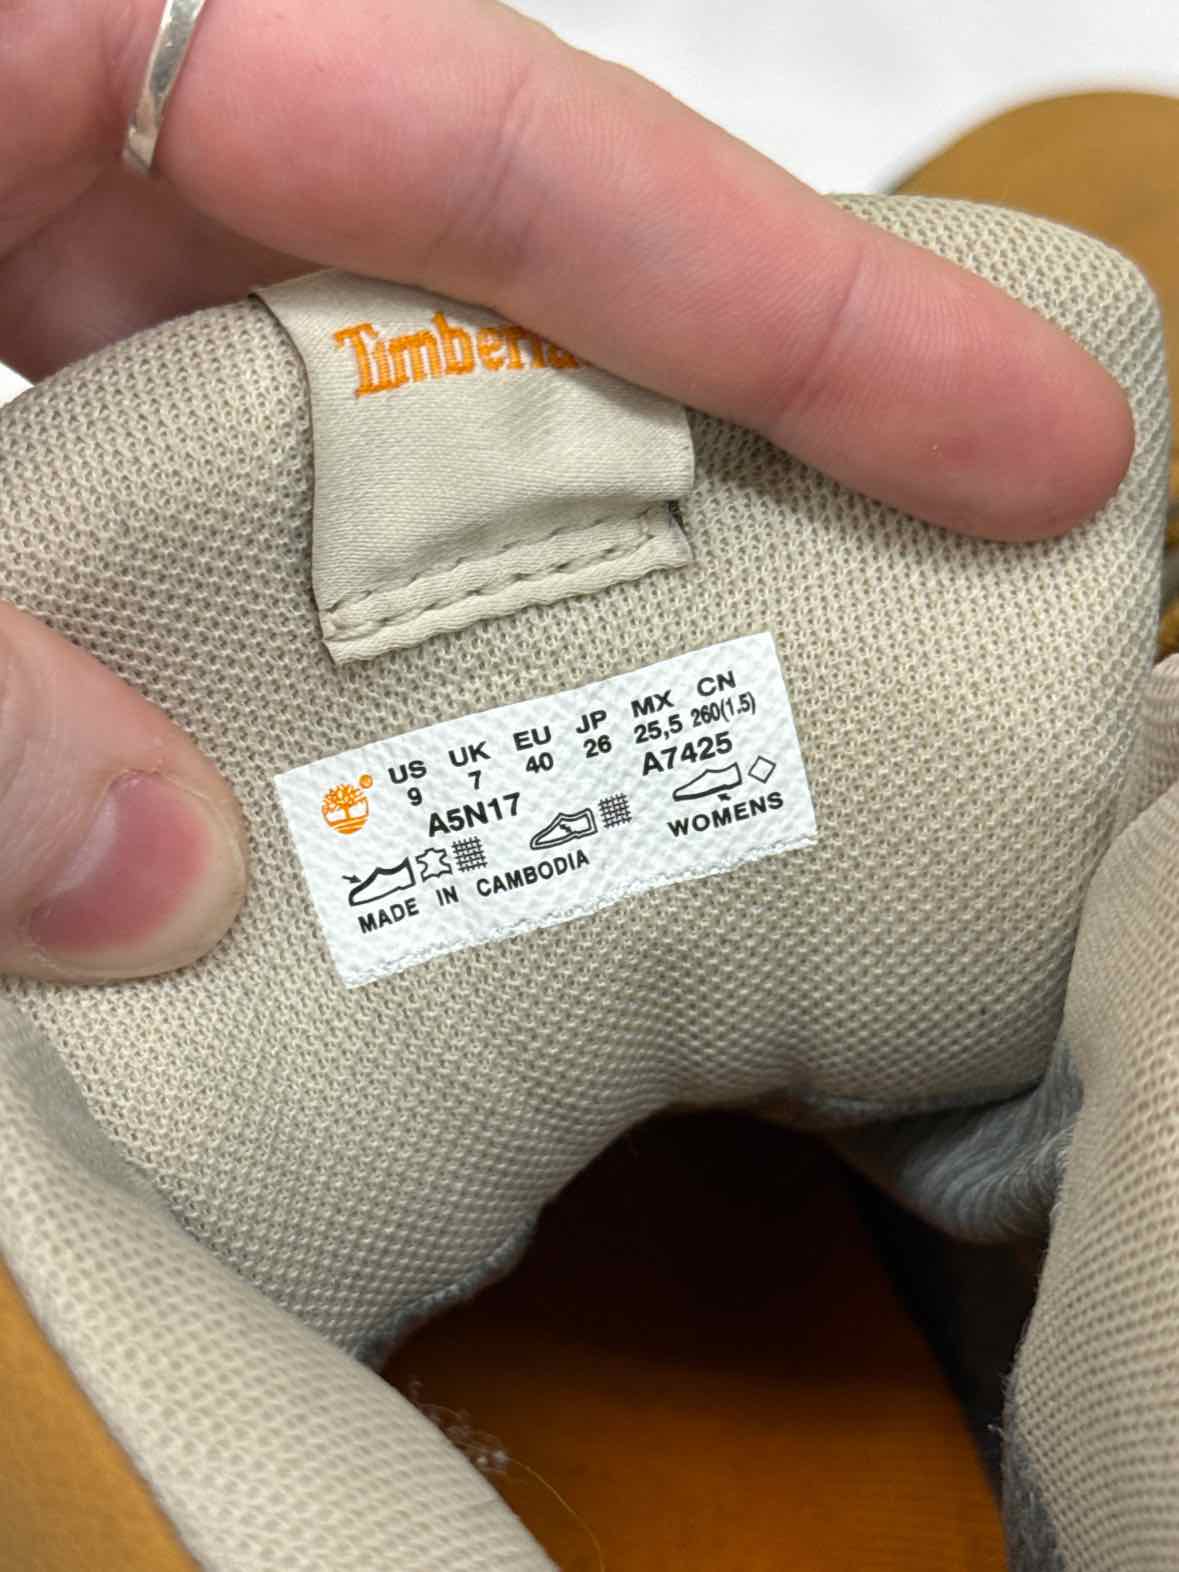 Timberla
US UK EU JP MX CN
9 7 40 26 25,5 260(1.5)
A5N17 A7425
MADE IN CAMBODIA WOMENS